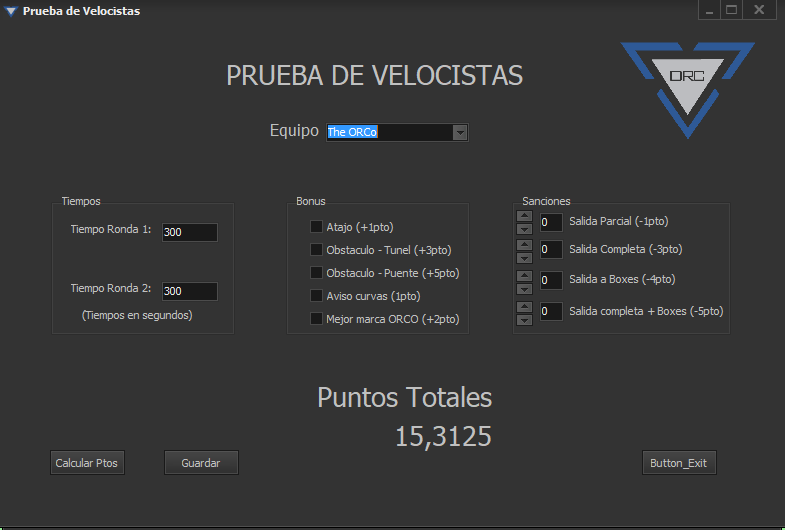 Prueba de Velocistas
PRUEBA DE VELOCISTAS
ORC
Equipo The ORCo
Tiempos
Tiempo Ronda 1: 300
Tiempo Ronda 2: 300
(Tiempos en segundos)
Bonus
Atajo (+1pto)
Obstaculo - Tunel (+3pto)
Obstaculo - Puente (+5pto)
Aviso curvas (1pto)
Mejor marca ORCO (+2pto)
Sanciones
0 Salida Parcial (-1pto)
0 Salida Completa (-3pto)
0 Salida a Boxes (-4pto)
0 Salida completa + Boxes (-5pto)
Puntos Totales
15,3125
Calcular Ptos
Guardar
Button_Exit